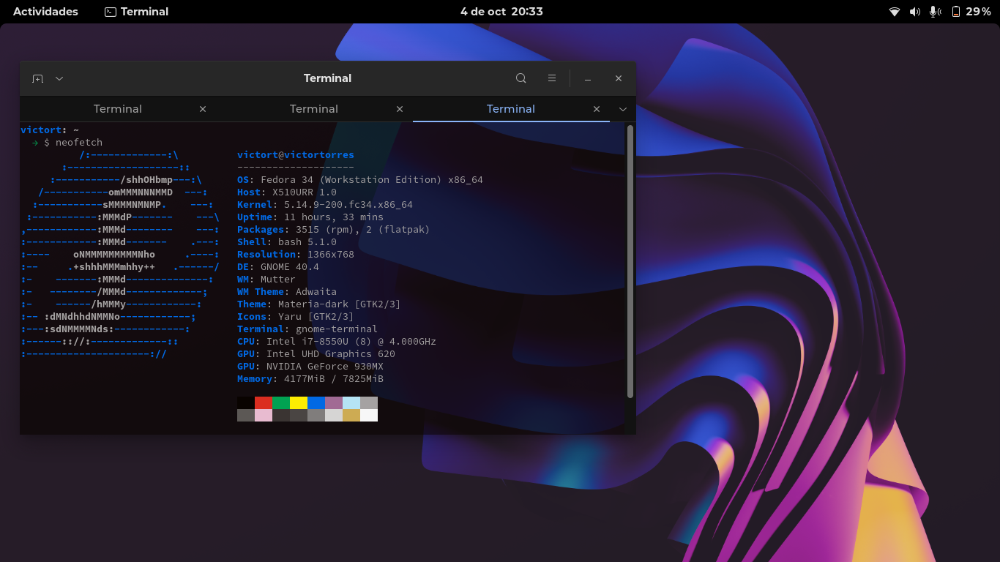 Actividades
Terminal
4 de oct  20:33
29 %
Terminal
Terminal
Terminal
Terminal
victort: ~
  → $ neofetch
          /:-------------:\          victort@victortorres
       :-------------------::        --------------------
     :-----------/shhOHbmp---:\      OS: Fedora 34 (Workstation Edition) x86_64
   /-----------omMMMNNNMMD  ---:     Host: X510URR 1.0
  :-----------sMMMMNMNMP.    ---:    Kernel: 5.14.9-200.fc34.x86_64
 :-----------:MMMdP-------    ---\   Uptime: 11 hours, 33 mins
,------------:MMMd--------    ---:   Packages: 3515 (rpm), 2 (flatpak)
:------------:MMMd-------    .---:   Shell: bash 5.1.0
:----    oNMMMMMMMMMNho     .----:   Resolution: 1366x768
:--     .+shhhMMMmhhy++   .------/   DE: GNOME 40.4
:-    -------:MMMd--------------:    WM: Mutter
:-   --------/MMMd-------------;     WM Theme: Adwaita
:-    ------/hMMMy------------:      Theme: Materia-dark [GTK2/3]
:-- :dMNdhhdNMMNo------------;       Icons: Yaru [GTK2/3]
:---:sdNMMMMNds:------------:        Terminal: gnome-terminal
:------:://:-------------::          CPU: Intel i7-8550U (8) @ 4.000GHz
:---------------------://            GPU: Intel UHD Graphics 620
GPU: NVIDIA GeForce 930MX
Memory: 4177MiB / 7825MiB